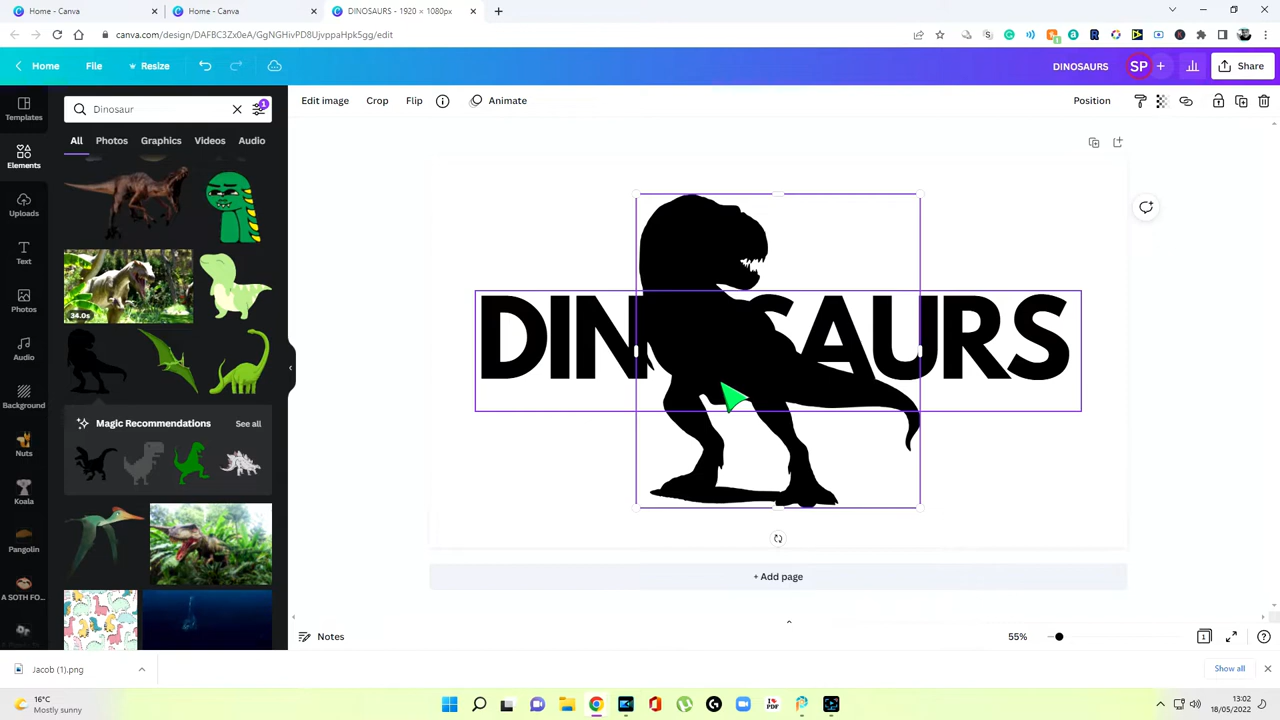 Home - Canva
Home - Canva
DINOSAURS - 1920 × 1080px
canva.com/design/DAFBC3Zx0eA/GgNGHivPD8UjvppaHpk5gg/edit
Home File Resize DINOSAURS SP + Share
Templates
Elements
Uploads
Text
Photos
Audio
Background
Nuts
Koala
Pangolin
A SOTH FO...
Dinosaur
All Photos Videos Graphics Audio
34.0s
Magic Recommendations See all
Edit image Crop Flip Animate Position
DINOSAURS
+ Add page
Notes 55% 1
Jacob (1).png Show all
16°C
Mostly sunny
PDF
13:02
18/05/2022